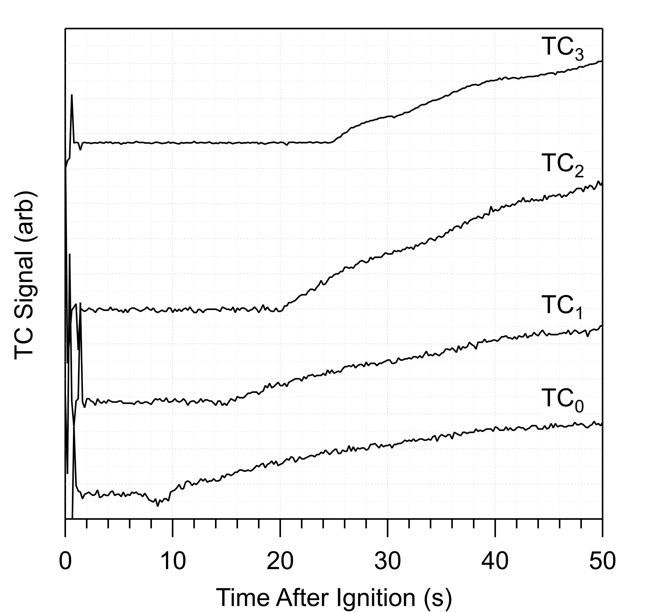 TC3
TC2
TC1
TC0
TC Signal (arb)
0 10 20 30 40 50
Time After Ignition (s)